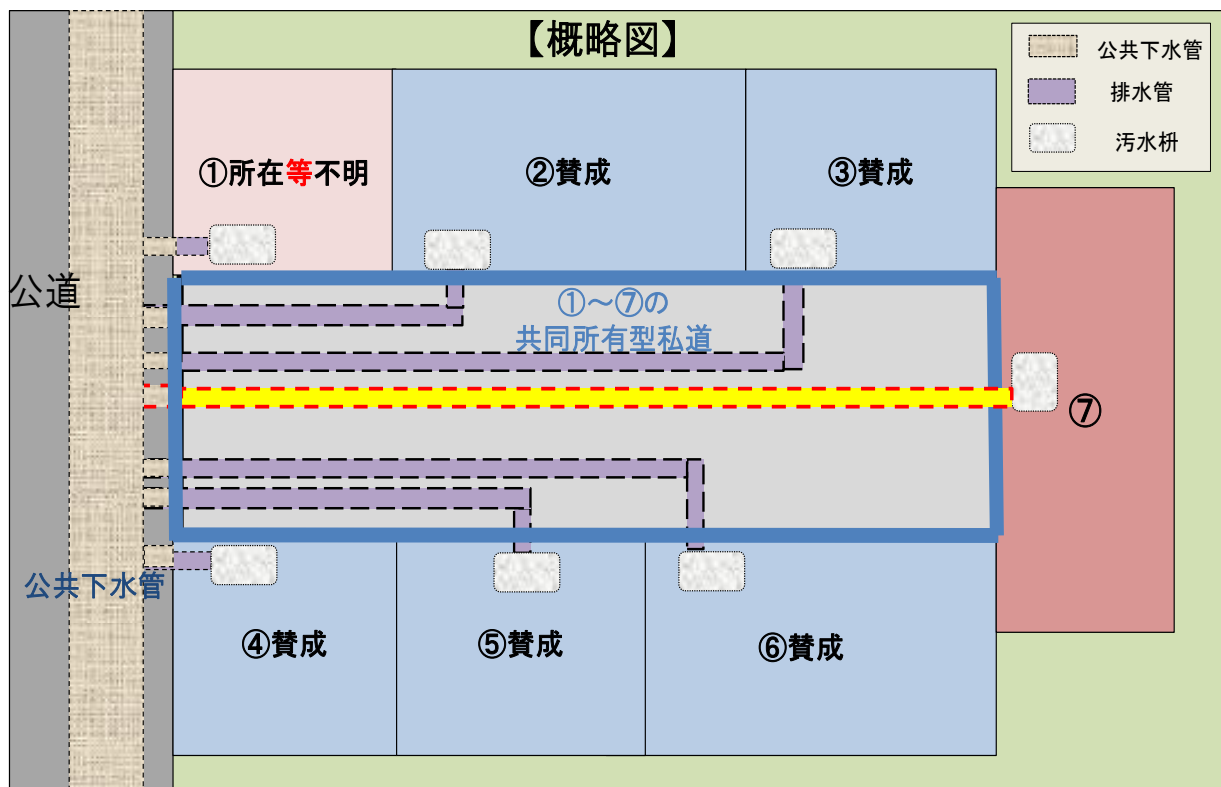 【概略図】
公共下水管
排水管
汚水枡
①所在等不明
②賛成
③賛成
公道
①~⑦の
共同所有型私道
⑦
公共下水管
④賛成
⑤賛成
⑥賛成